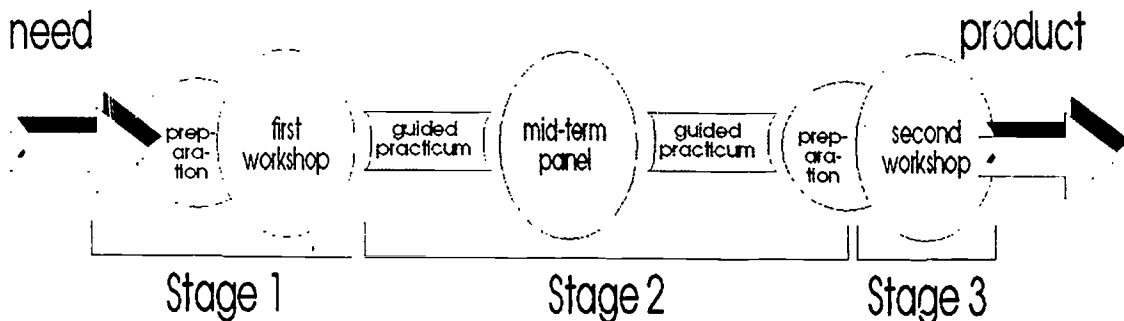 need
product
prep-
ara-
tion
first
workshop
guided
practicum
mid-term
panel
guided
practicum
prep-
ara-
tion
second
workshop
Stage 1
Stage 2
Stage 3